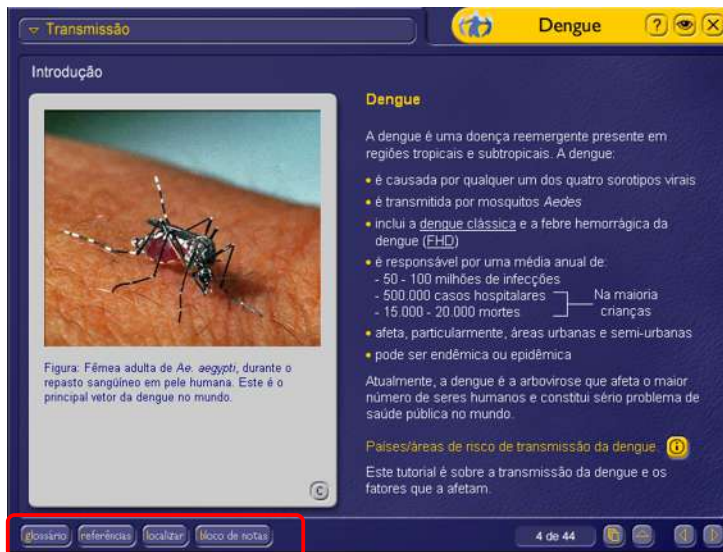 Transmissão
Dengue
?
X
Introdução
Dengue
A dengue é uma doença reemergente presente em
regiões tropicais e subtropicais. A dengue:
• é causada por qualquer um dos quatro sorotipos virais
• é transmitida por mosquitos Aedes
• inclui a dengue clássica e a febre hemorrágica da
dengue (FHD)
• é responsável por uma média anual de:
- 50 - 100 milhões de infecções
- 500.000 casos hospitalares
- 15.000 - 20.000 mortes
Na maioria
crianças
• afeta, particularmente, áreas urbanas e semi-urbanas
• pode ser endêmica ou epidêmica
Atualmente, a dengue é a arbovirose que afeta o maior
número de seres humanos e constitui sério problema de
saúde pública no mundo.
Países/áreas de risco de transmissão da dengue.
i
Este tutorial é sobre a transmissão da dengue e os
fatores que a afetam.
Figura: Fêmea adulta de Ae. aegypti, durante o
repasto sangüíneo em pele humana. Este é o
principal vetor da dengue no mundo.
C
glossário
referências
localizar
bloco de notas
4 de 44